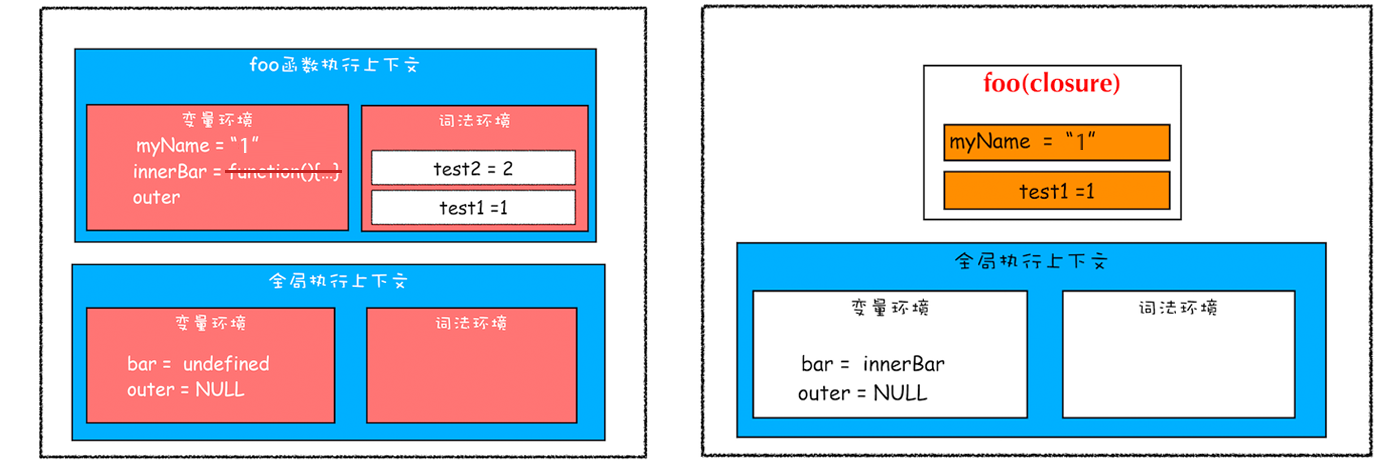 foo函数执行上下文
变量环境
myName = “1”
innerBar = function(){...}
outer
词法环境
test2 = 2
test1 =1
全局执行上下文
变量环境
bar = undefined
outer = NULL
词法环境
foo(closure)
myName = “1”
test1 =1
全局执行上下文
变量环境
bar = innerBar
outer = NULL
词法环境